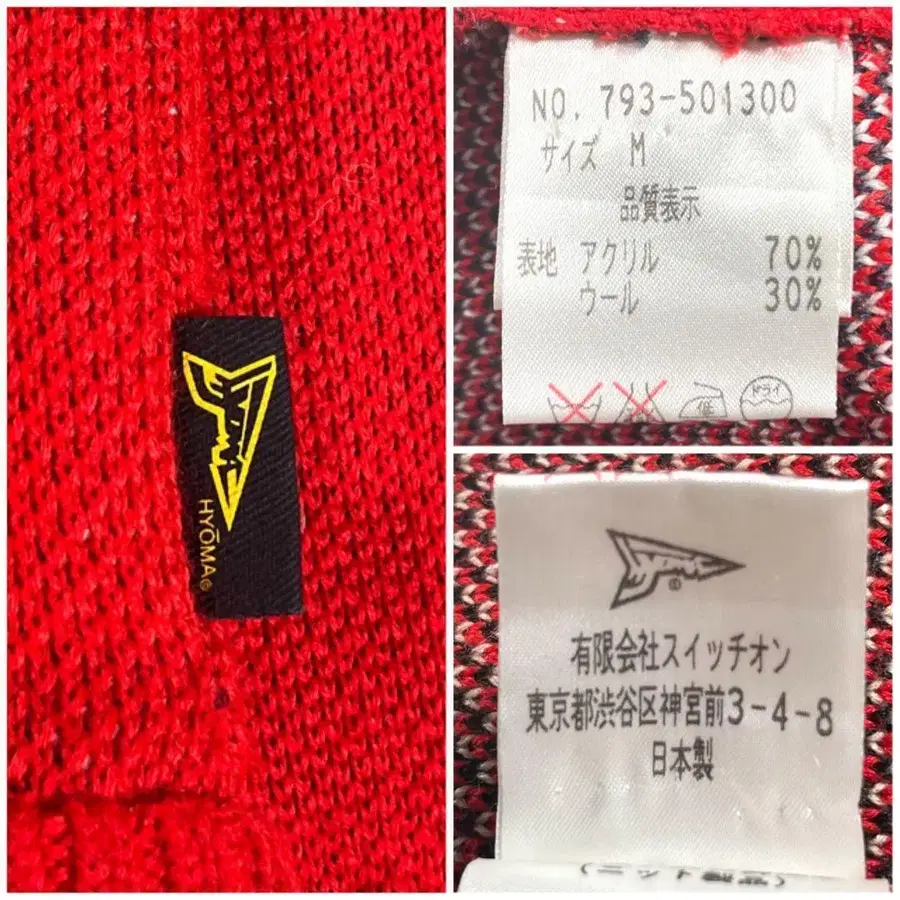 HYŌMA®
NO. 793-501300
サイズ M
品質表示
表地 アクリル 70%
ウール 30%
低
ドライ
有限会社スイッチオン
東京都渋谷区神宮前3-4-8
日本製